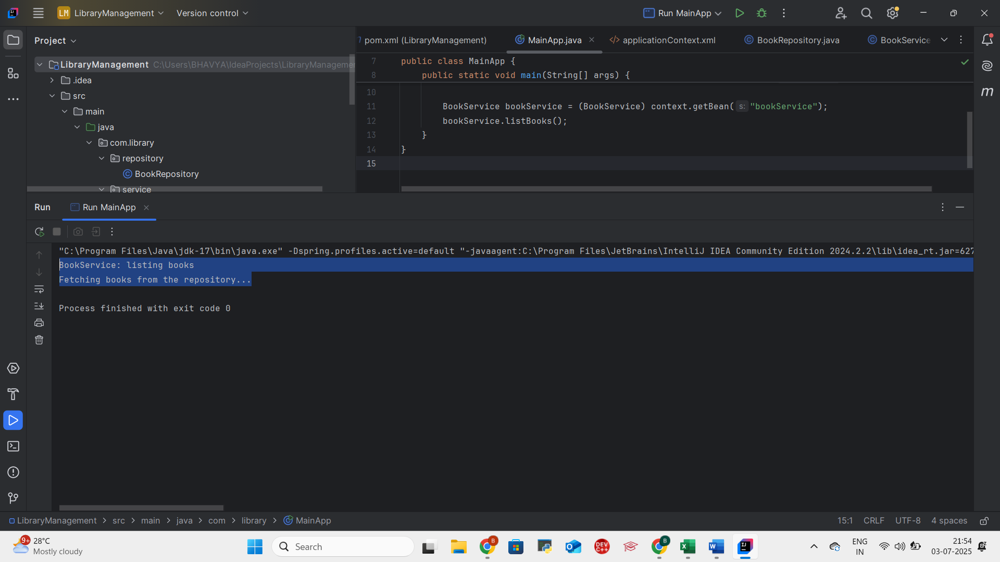 LM LibraryManagement Version control Run MainApp
Project
pom.xml (LibraryManagement) MainApp.java applicationContext.xml BookRepository.java BookService
LibraryManagement C:\Users\BHAVYA\IdeaProjects\LibraryManagemen
.idea
src
main
java
com.library
repository
BookRepository
service
7 public class MainApp {
8 public static void main(String[] args) {
10
11 BookService bookService = (BookService) context.getBean( s: "bookService");
12 bookService.listBooks();
13 }
14 }
15
Run Run MainApp
"C:\Program Files\Java\jdk-17\bin\java.exe" -Dspring.profiles.active=default "-javaagent:C:\Program Files\JetBrains\IntelliJ IDEA Community Edition 2024.2.2\lib\idea_rt.jar=627
BookService: listing books
Fetching books from the repository...
Process finished with exit code 0
LibraryManagement > src > main > java > com > library > MainApp 15:1 CRLF UTF-8 4 spaces
9+ 28°C
Mostly cloudy
Search
DEV
C++
ENG
IN
21:54
03-07-2025